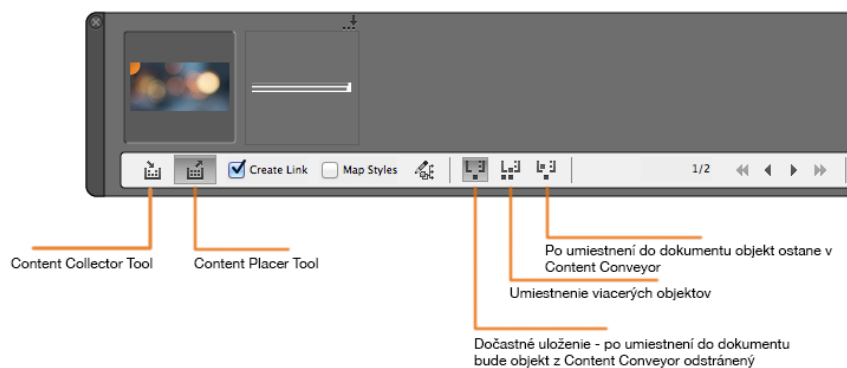 Create Link
Map Styles
1/2
Content Collector Tool
Content Placer Tool
Po umiestnení do dokumentu objekt ostane v
Content Conveyor
Umiestnenie viacerých objektov
Dočastné uloženie - po umiestnení do dokumentu
bude objekt z Content Conveyor odstránený